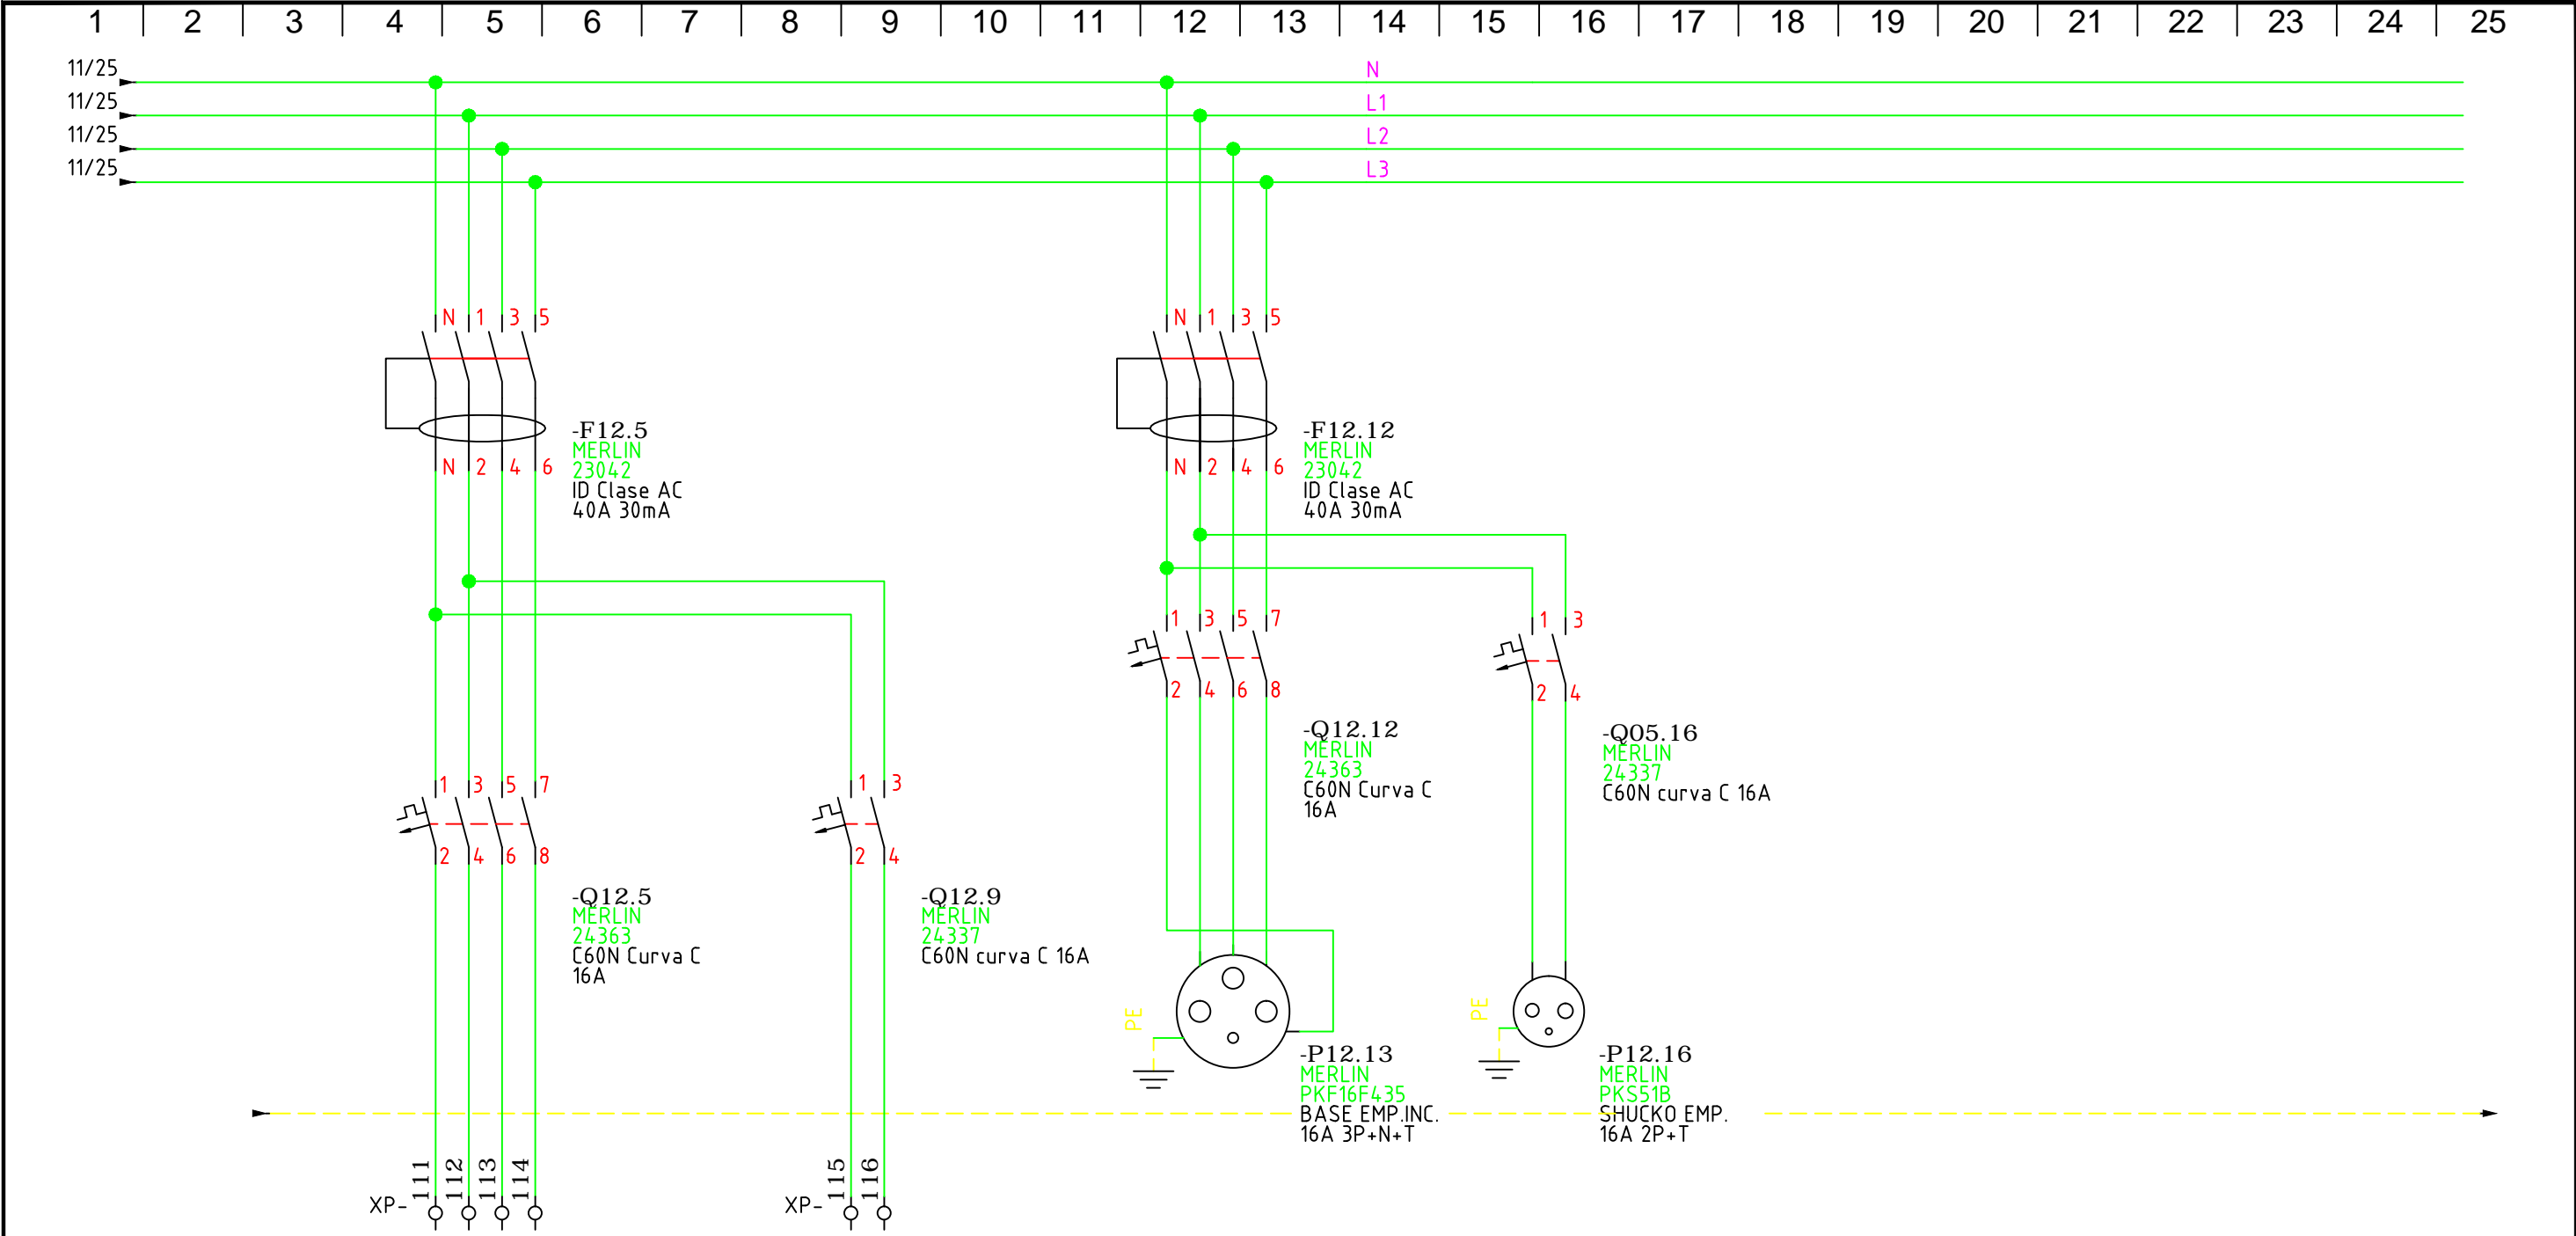 1 2 3 4 5 6 7 8 9 10 11 12 13 14 15 16 17 18 19 20 21 22 23 24 25
11/25 N
11/25 L1
11/25 L2
11/25 L3
N 1 3 5
N 1 3 5
-F12.5
MERLIN
23042
ID Clase AC
40A 30mA
N 2 4 6
-F12.12
MERLIN
23042
ID Clase AC
40A 30mA
N 2 4 6
1 3 5 7
2 4 6 8
-Q12.12
MERLIN
24363
C60N Curva C
16A
1 3
2 4
-Q05.16
MERLIN
24337
C60N curva C 16A
1 3 5 7
2 4 6 8
-Q12.5
MERLIN
24363
C60N Curva C
16A
1 3
2 4
-Q12.9
MERLIN
24337
C60N curva C 16A
PE
-P12.13
MERLIN
PKF16F435
BASE EMP.INC.
16A 3P+N+T
PE
-P12.16
MERLIN
PKS51B
SHUCKO EMP.
16A 2P+T
XP- 111 112 113 114
XP- 115 116